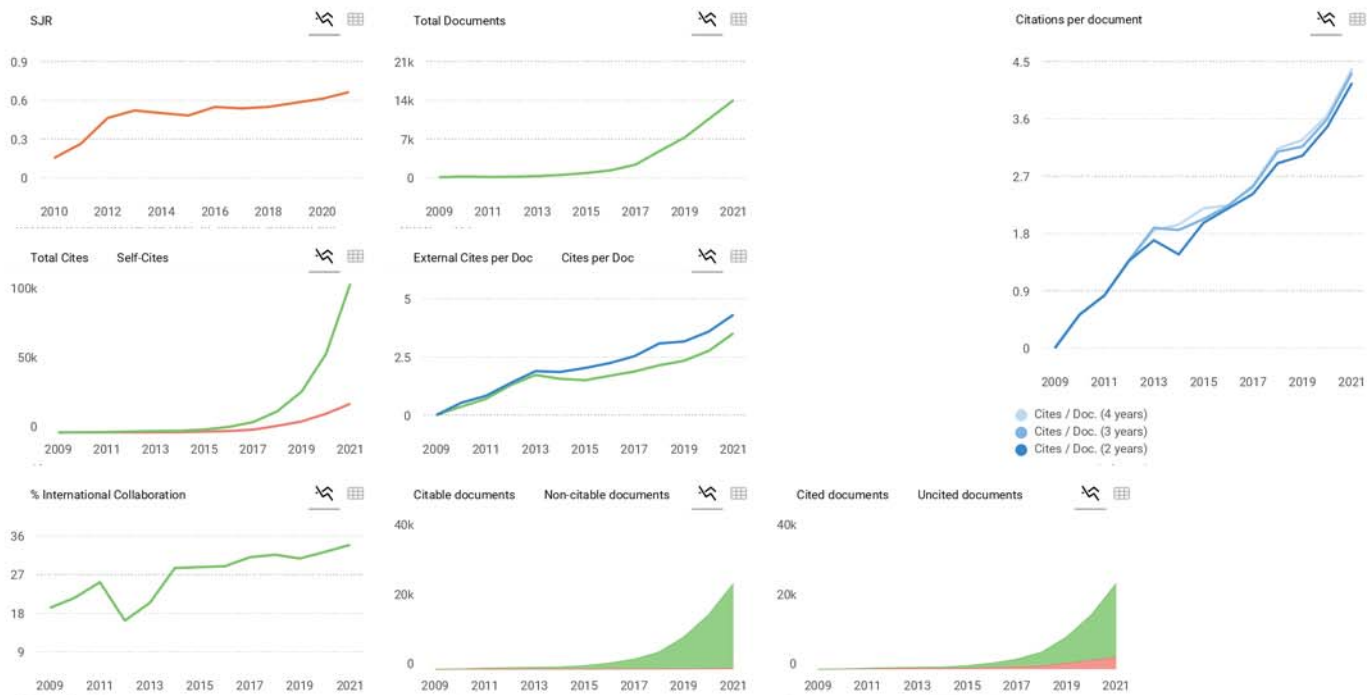 SJR
0.9
0.6
0.3
0
2010 2012 2014 2016 2018 2020
Total Documents
21k
14k
7k
0
2009 2011 2013 2015 2017 2019 2021
Citations per document
4.5
3.6
2.7
1.8
0.9
0
2009 2011 2013 2015 2017 2019 2021
Cites / Doc. (4 years)
Cites / Doc. (3 years)
Cites / Doc. (2 years)
Total Cites Self-Cites
100k
50k
0
2009 2011 2013 2015 2017 2019 2021
External Cites per Doc Cites per Doc
5
2.5
0
2009 2011 2013 2015 2017 2019 2021
% International Collaboration
36
27
18
9
2009 2011 2013 2015 2017 2019 2021
Citable documents Non-citable documents
40k
20k
0
2009 2011 2013 2015 2017 2019 2021
Cited documents Uncited documents
40k
20k
0
2009 2011 2013 2015 2017 2019 2021